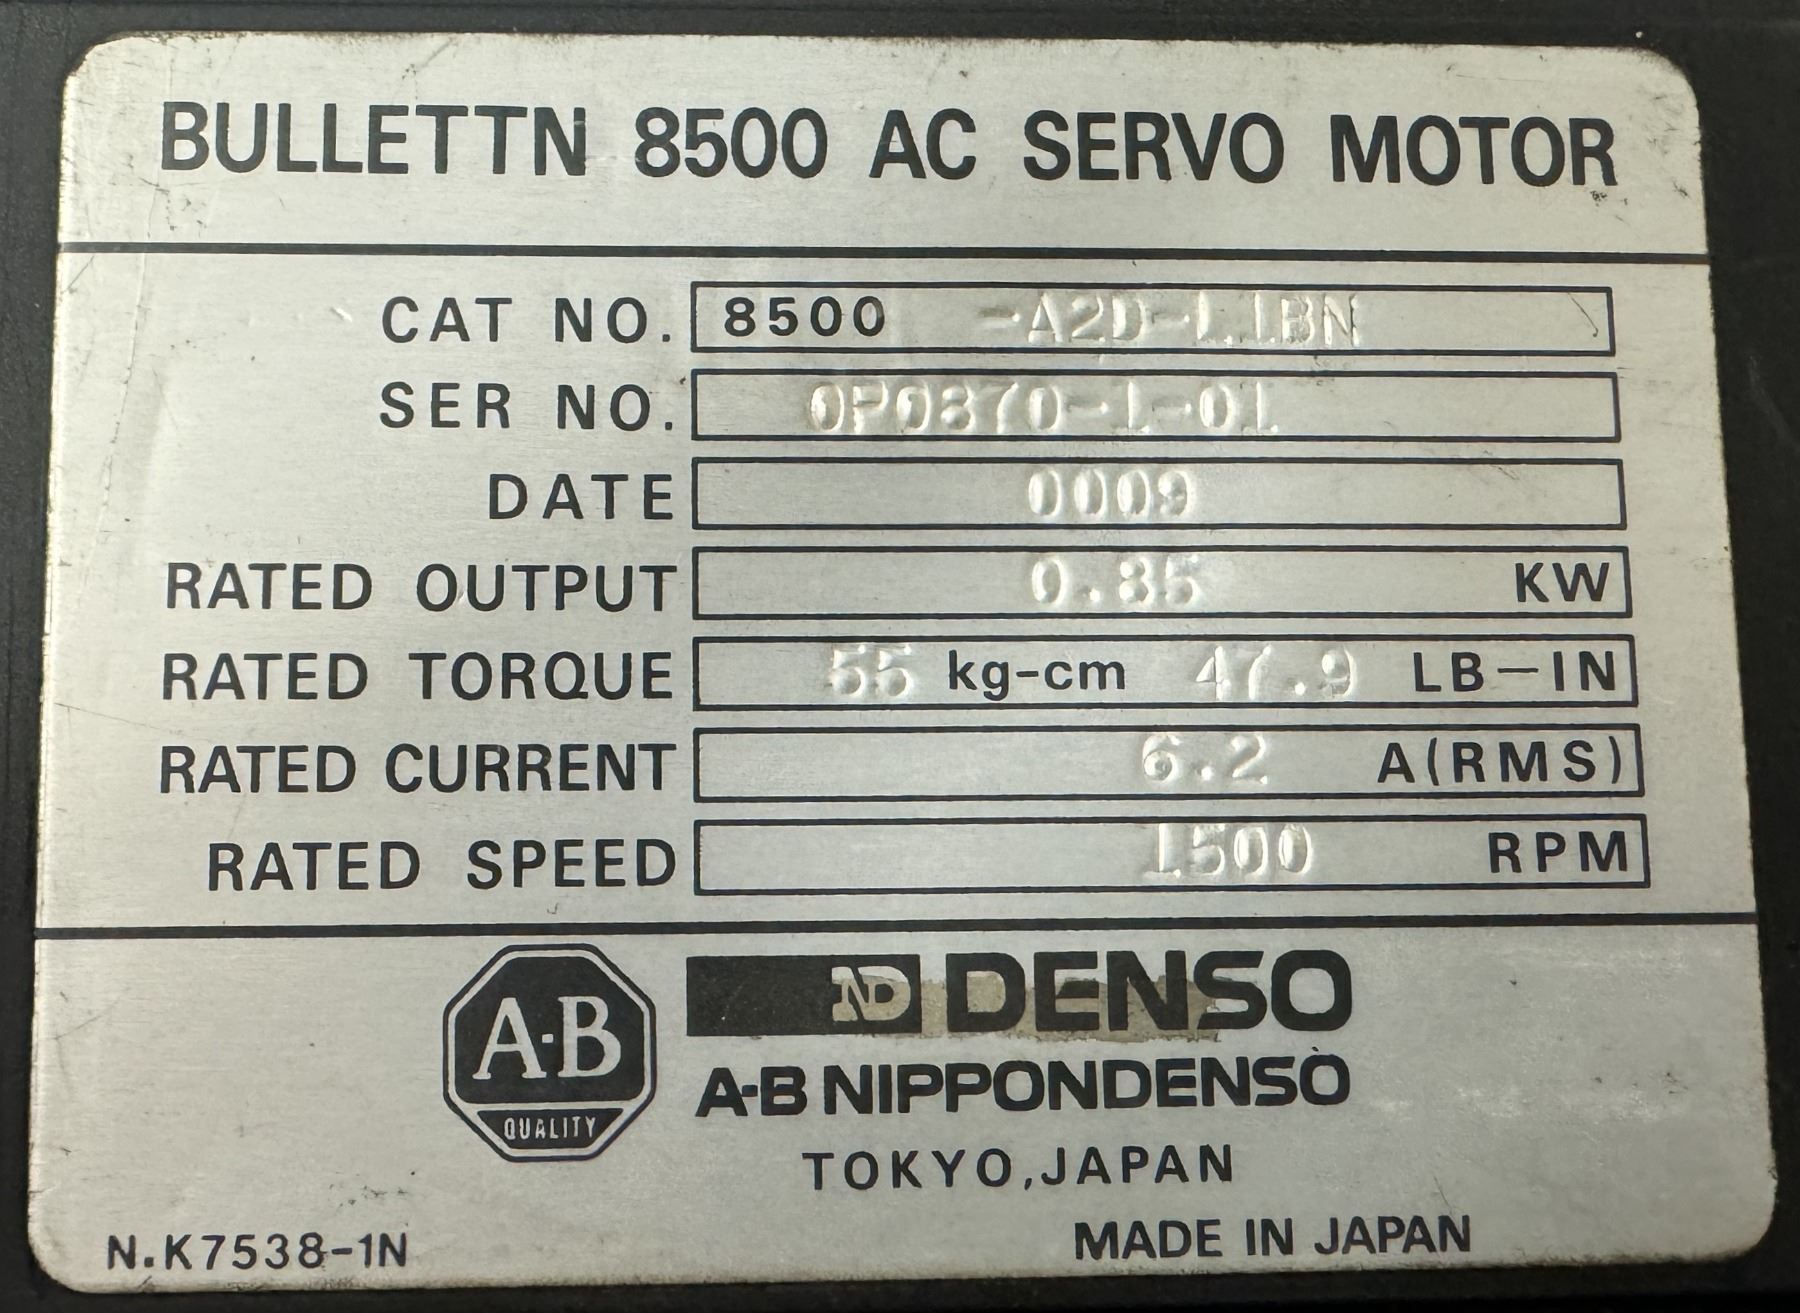 BULLETTN 8500 AC SERVO MOTOR
CAT NO. 8500 -A2D-L1BN
SER NO. 0P0870-1-01
DATE 0009
RATED OUTPUT 0.85 KW
RATED TORQUE 55 kg-cm 47.9 LB-IN
RATED CURRENT 6.2 A(RMS)
RATED SPEED 1500 RPM
A-B
QUALITY
ND DENSO
A-B NIPPONDENSO
TOKYO,JAPAN
N.K7538-1N
MADE IN JAPAN